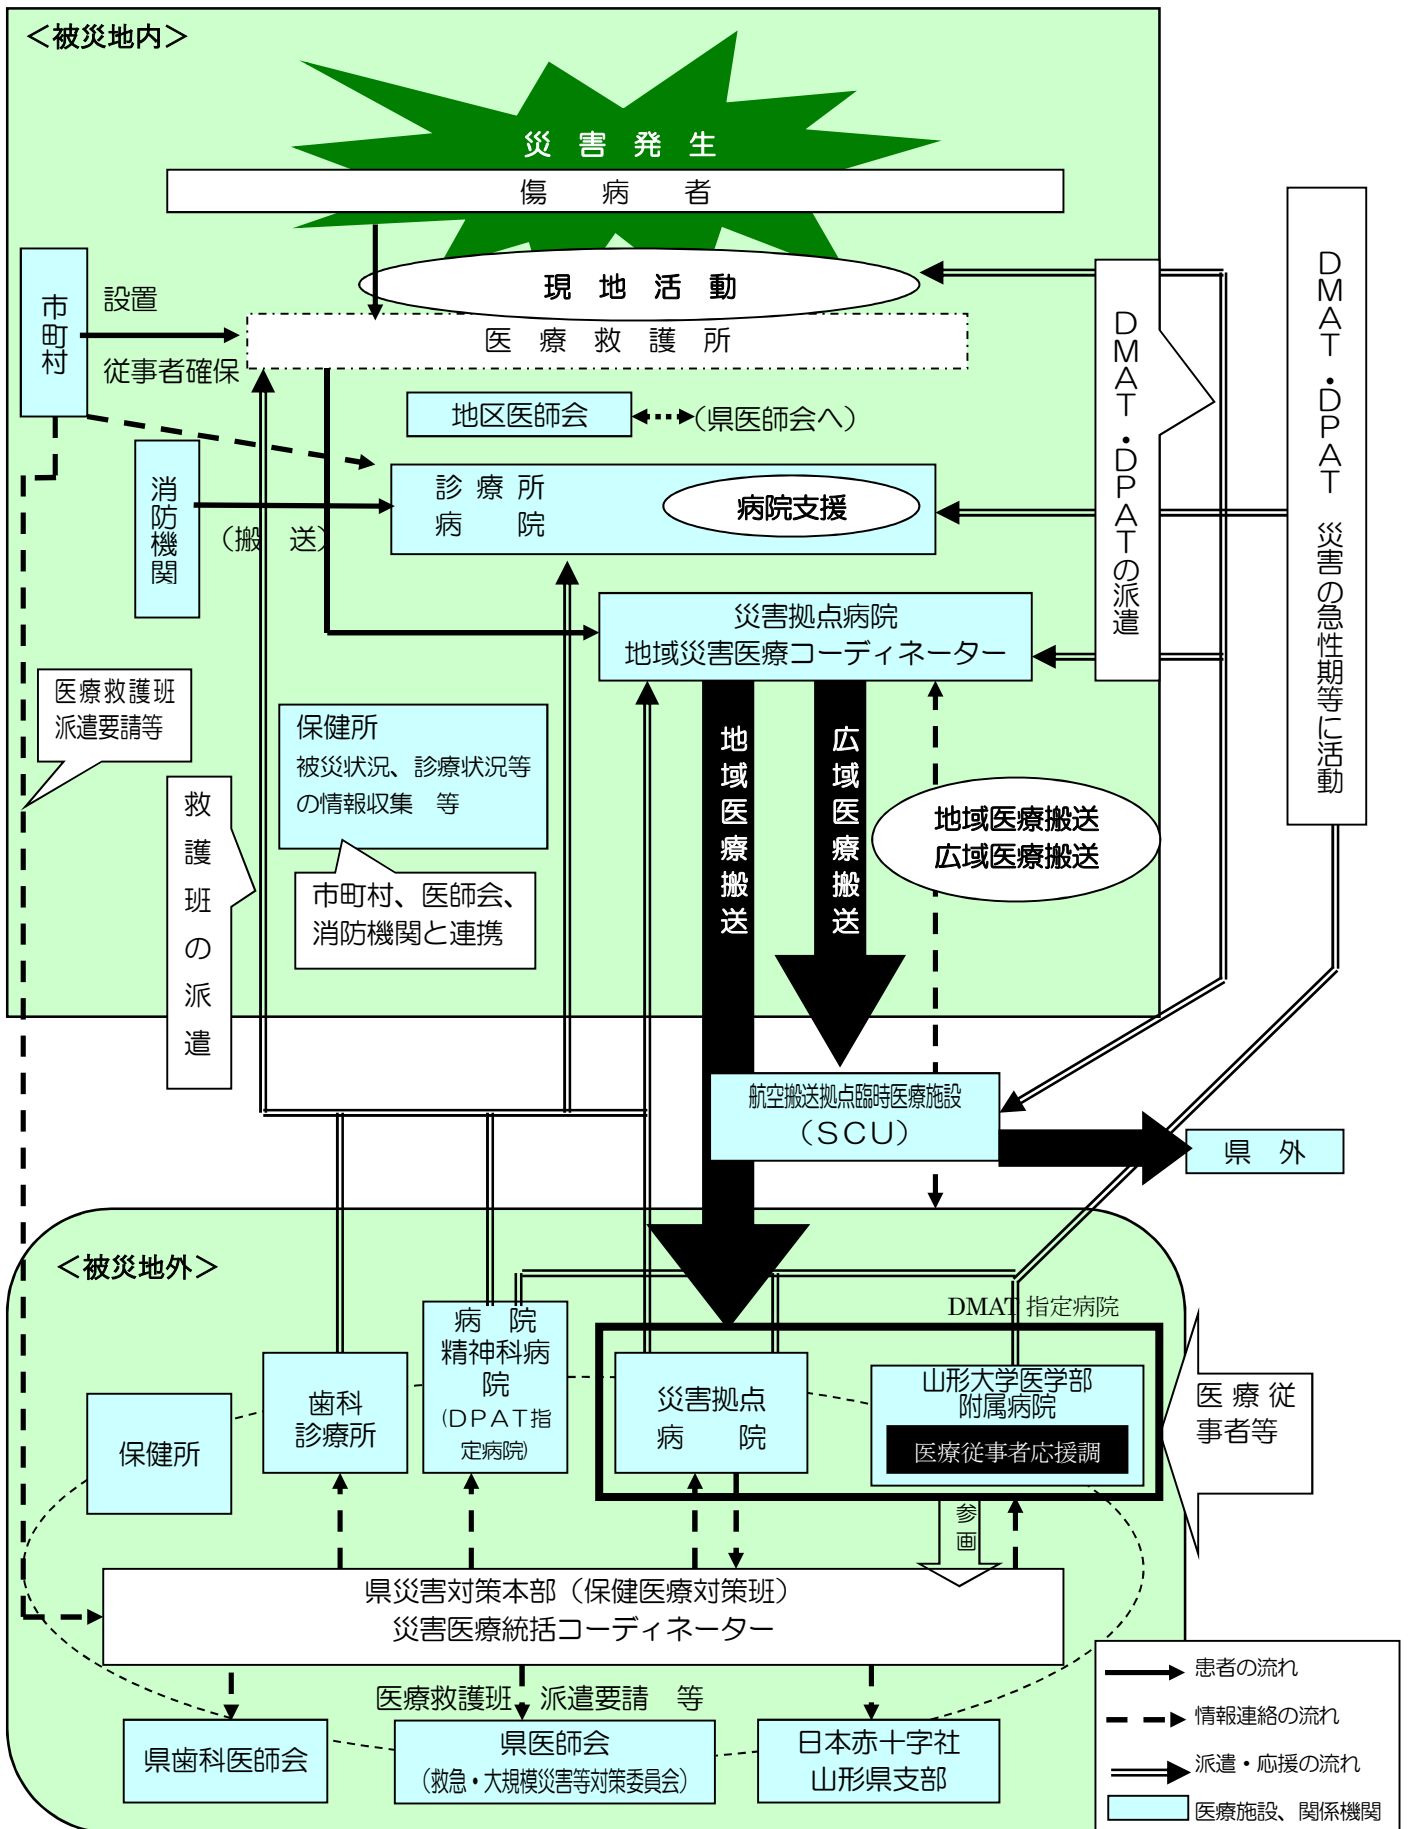 ＜被災地内＞
災害発生
傷病者
現地活動
市町村
設置
従事者確保
医療救護所
地区医師会
（県医師会へ）
消防機関
（搬　送）
診療所
病　　院
病院支援
災害拠点病院
地域災害医療コーディネーター
DMAT・DPATの派遣
DMAT・DPAT　災害の急性期等に活動
医療救護班
派遣要請等
保健所
被災状況、診療状況等
の情報収集　等
市町村、医師会、
消防機関と連携
救護班の派遣
地域医療搬送
広域医療搬送
地域医療搬送
広域医療搬送
航空搬送拠点臨時医療施設
（SCU）
県　外
＜被災地外＞
DMAT 指定病院
保健所
歯科
診療所
病　院
精神科病
院
(DPAT指
定病院)
災害拠点
病　　院
山形大学医学部
附属病院
医療従事者応援調
医療従
事者等
参画
県災害対策本部（保健医療対策班）
災害医療統括コーディネーター
医療救護班　派遣要請　等
県歯科医師会
県医師会
（救急・大規模災害等対策委員会）
日本赤十字社
山形県支部
患者の流れ
情報連絡の流れ
派遣・応援の流れ
医療施設、関係機関